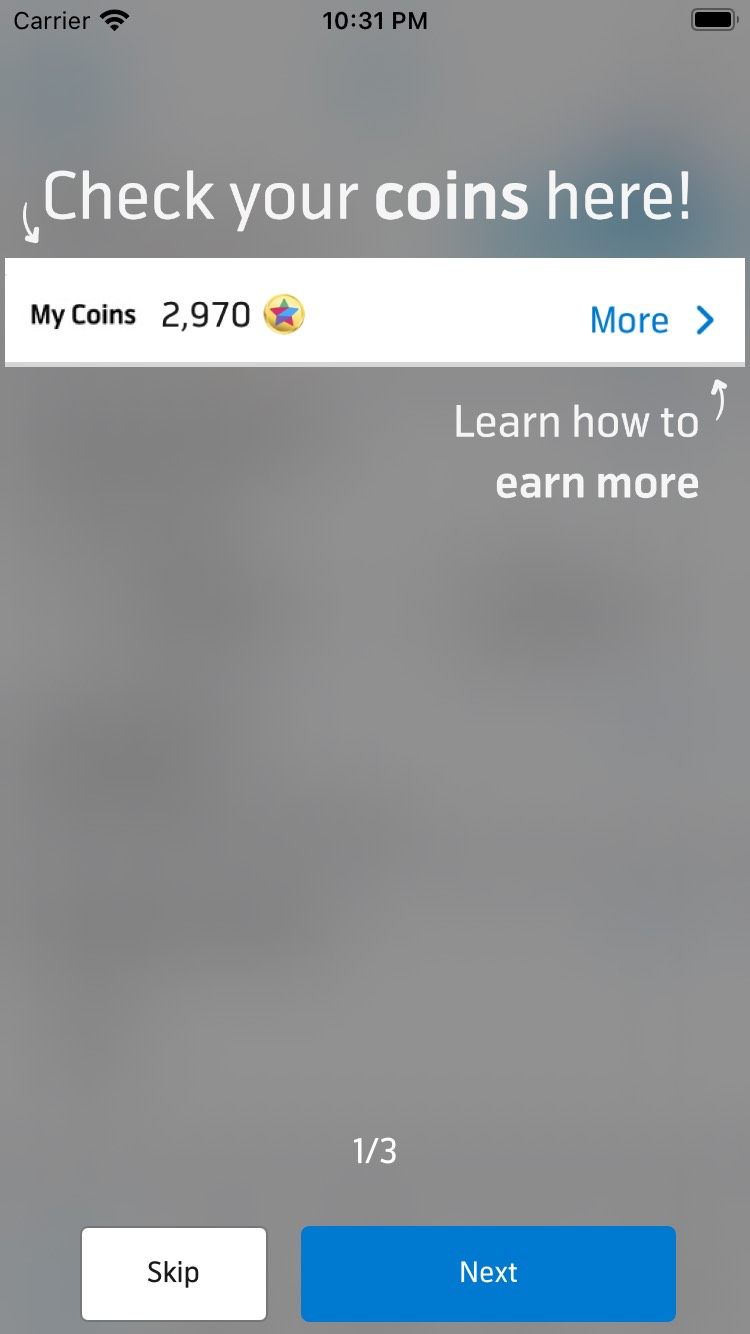 Carrier 10:31 PM
Check your coins here!
My Coins 2,970 More
Learn how to
earn more
1/3
Skip Next